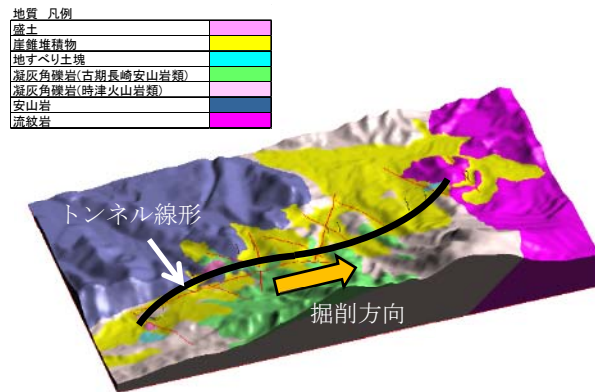 地質 凡例
盛土
崖錐堆積物
地すべり土塊
凝灰角礫岩(古期長崎安山岩類)
凝灰角礫岩(時津火山岩類)
安山岩
流紋岩
トンネル線形
掘削方向